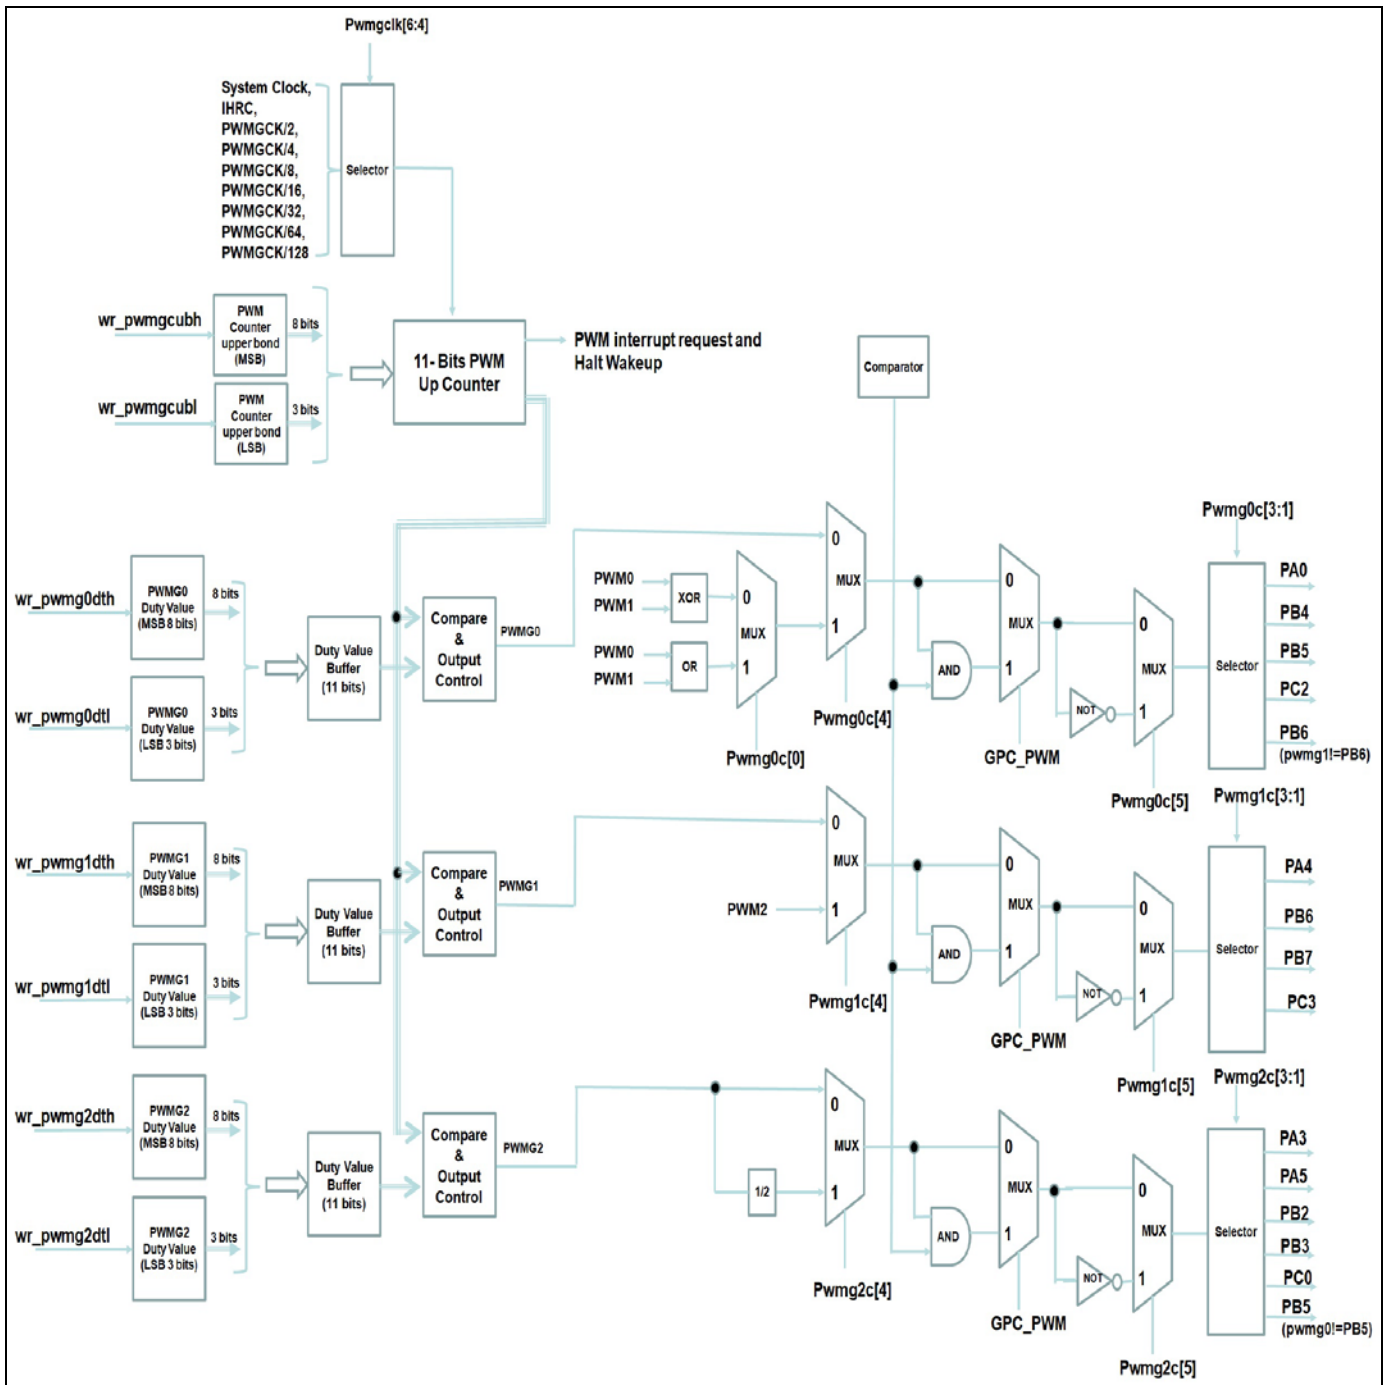 Pwmgclk[6:4]
System Clock,
IHRC,
PWMGCK/2,
PWMGCK/4,
PWMGCK/8,
PWMGCK/16,
PWMGCK/32,
PWMGCK/64,
PWMGCK/128
Selector
wr_pwmgcubh
PWM
Counter
upper bond
(MSB)
8 bits
wr_pwmgcubl
PWM
Counter
upper bond
(LSB)
3 bits
11- Bits PWM
Up Counter
PWM interrupt request and
Halt Wakeup
Comparator
wr_pwmg0dth
PWMG0
Duty Value
(MSB 8 bits)
8 bits
wr_pwmg0dtl
PWMG0
Duty Value
(LSB 3 bits)
3 bits
Duty Value
Buffer
(11 bits)
Compare
&
Output
Control
PWMG0
PWM0
PWM1
XOR
PWM0
PWM1
OR
0
MUX
1
Pwmg0c[0]
0
MUX
1
Pwmg0c[4]
AND
0
MUX
1
GPC_PWM
NOT
0
MUX
1
Pwmg0c[5]
Pwmg0c[3:1]
Selector
PA0
PB4
PB5
PC2
PB6
(pwmg1!=PB6)
wr_pwmg1dth
PWMG1
Duty Value
(MSB 8 bits)
8 bits
wr_pwmg1dtl
PWMG1
Duty Value
(LSB 3 bits)
3 bits
Duty Value
Buffer
(11 bits)
Compare
&
Output
Control
PWMG1
PWM2
0
MUX
1
Pwmg1c[4]
AND
0
MUX
1
GPC_PWM
NOT
0
MUX
1
Pwmg1c[5]
Pwmg1c[3:1]
Selector
PA4
PB6
PB7
PC3
wr_pwmg2dth
PWMG2
Duty Value
(MSB 8 bits)
8 bits
wr_pwmg2dtl
PWMG2
Duty Value
(LSB 3 bits)
3 bits
Duty Value
Buffer
(11 bits)
Compare
&
Output
Control
PWMG2
1/2
0
MUX
1
Pwmg2c[4]
AND
0
MUX
1
GPC_PWM
NOT
0
MUX
1
Pwmg2c[5]
Pwmg2c[3:1]
Selector
PA3
PA5
PB2
PB3
PC0
PB5
(pwmg0!=PB5)